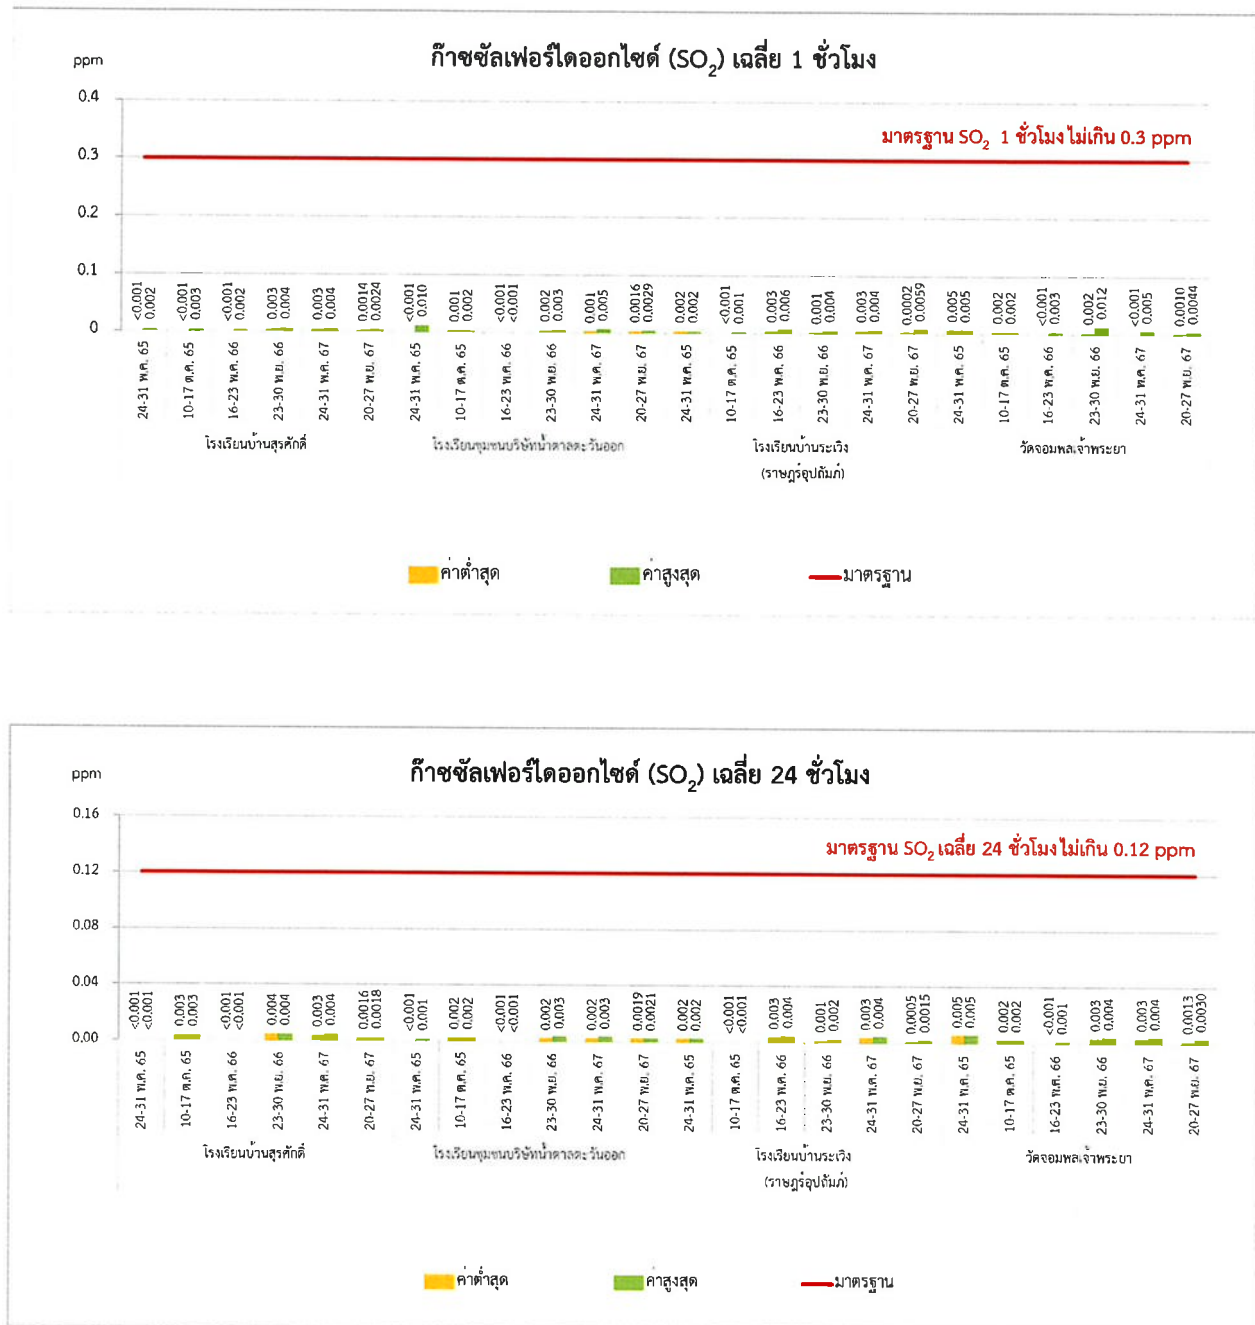 ก๊าซซัลเฟอร์ไดออกไซด์ (SO2) เฉลี่ย 1 ชั่วโมง
ppm
0.4
มาตรฐาน SO2 1 ชั่วโมง ไม่เกิน 0.3 ppm
0.3
0.2
0.1
0
<0.001 0.002
<0.001 0.003
<0.001 0.002
0.003 0.004
0.003 0.004
0.0014 0.0024
<0.001 0.010
0.001 0.002
<0.001 <0.001
0.002 0.003
0.001 0.005
0.0016 0.0029
0.002 0.002
<0.001 0.001
0.003 0.006
0.001 0.004
0.003 0.004
0.0002 0.0059
0.005 0.005
0.002 0.002
<0.001 0.003
0.002 0.012
<0.001 0.005
0.0010 0.0044
24-31 พ.ค. 65
10-17 ต.ค. 65
16-23 พ.ค. 66
23-30 พ.ย. 66
24-31 พ.ค. 67
20-27 พ.ย. 67
24-31 พ.ค. 65
10-17 ต.ค. 65
16-23 พ.ค. 66
23-30 พ.ย. 66
24-31 พ.ค. 67
20-27 พ.ย. 67
24-31 พ.ค. 65
10-17 ต.ค. 65
16-23 พ.ค. 66
23-30 พ.ย. 66
24-31 พ.ค. 67
20-27 พ.ย. 67
24-31 พ.ค. 65
10-17 ต.ค. 65
16-23 พ.ค. 66
23-30 พ.ย. 66
24-31 พ.ค. 67
20-27 พ.ย. 67
โรงเรียนบ้านสุรศักดิ์
โรงเรียนชุมชนบริษัทน้ำตาลตะวันออก
โรงเรียนบ้านระเวิง
(ราษฎร์อุปถัมภ์)
วัดจอมพลเจ้าพระยา
ค่าต่ำสุด
ค่าสูงสุด
มาตรฐาน
ก๊าซซัลเฟอร์ไดออกไซด์ (SO2) เฉลี่ย 24 ชั่วโมง
ppm
0.16
มาตรฐาน SO2 เฉลี่ย 24 ชั่วโมง ไม่เกิน 0.12 ppm
0.12
0.08
0.04
0.00
<0.001 <0.001
0.003 0.003
<0.001 <0.001
0.004 0.004
0.003 0.004
0.0016 0.0018
<0.001 0.001
0.002 0.002
<0.001 <0.001
0.002 0.003
0.002 0.003
0.0019 0.0021
0.002 0.002
<0.001 <0.001
0.003 0.004
0.001 0.002
0.003 0.004
0.0005 0.0015
0.005 0.005
0.002 0.002
<0.001 0.001
0.003 0.004
0.003 0.004
0.0013 0.0030
24-31 พ.ค. 65
10-17 ต.ค. 65
16-23 พ.ค. 66
23-30 พ.ย. 66
24-31 พ.ค. 67
20-27 พ.ย. 67
24-31 พ.ค. 65
10-17 ต.ค. 65
16-23 พ.ค. 66
23-30 พ.ย. 66
24-31 พ.ค. 67
20-27 พ.ย. 67
24-31 พ.ค. 65
10-17 ต.ค. 65
16-23 พ.ค. 66
23-30 พ.ย. 66
24-31 พ.ค. 67
20-27 พ.ย. 67
24-31 พ.ค. 65
10-17 ต.ค. 65
16-23 พ.ค. 66
23-30 พ.ย. 66
24-31 พ.ค. 67
20-27 พ.ย. 67
โรงเรียนบ้านสุรศักดิ์
โรงเรียนชุมชนบริษัทน้ำตาลตะวันออก
โรงเรียนบ้านระเวิง
(ราษฎร์อุปถัมภ์)
วัดจอมพลเจ้าพระยา
ค่าต่ำสุด
ค่าสูงสุด
มาตรฐาน